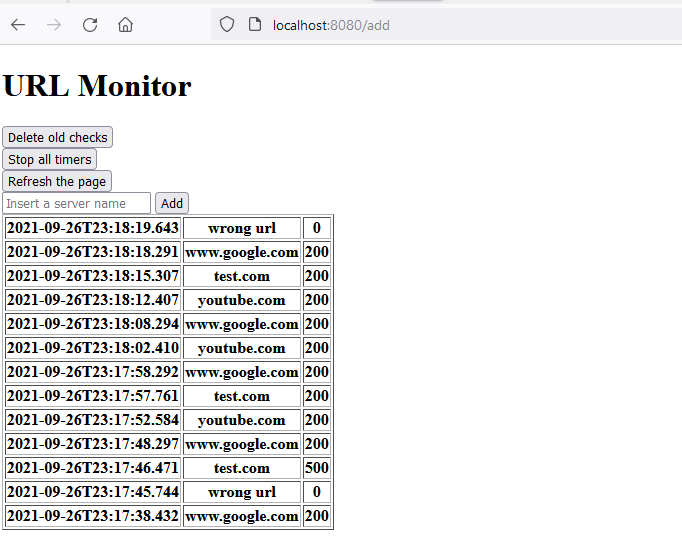 localhost:8080/add
URL Monitor
Delete old checks
Stop all timers
Refresh the page
Insert a server name Add
2021-09-26T23:18:19.643 wrong url 0
2021-09-26T23:18:18.291 www.google.com 200
2021-09-26T23:18:15.307 test.com 200
2021-09-26T23:18:12.407 youtube.com 200
2021-09-26T23:18:08.294 www.google.com 200
2021-09-26T23:18:02.410 youtube.com 200
2021-09-26T23:17:58.292 www.google.com 200
2021-09-26T23:17:57.761 test.com 200
2021-09-26T23:17:52.584 youtube.com 200
2021-09-26T23:17:48.297 www.google.com 200
2021-09-26T23:17:46.471 test.com 500
2021-09-26T23:17:45.744 wrong url 0
2021-09-26T23:17:38.432 www.google.com 200